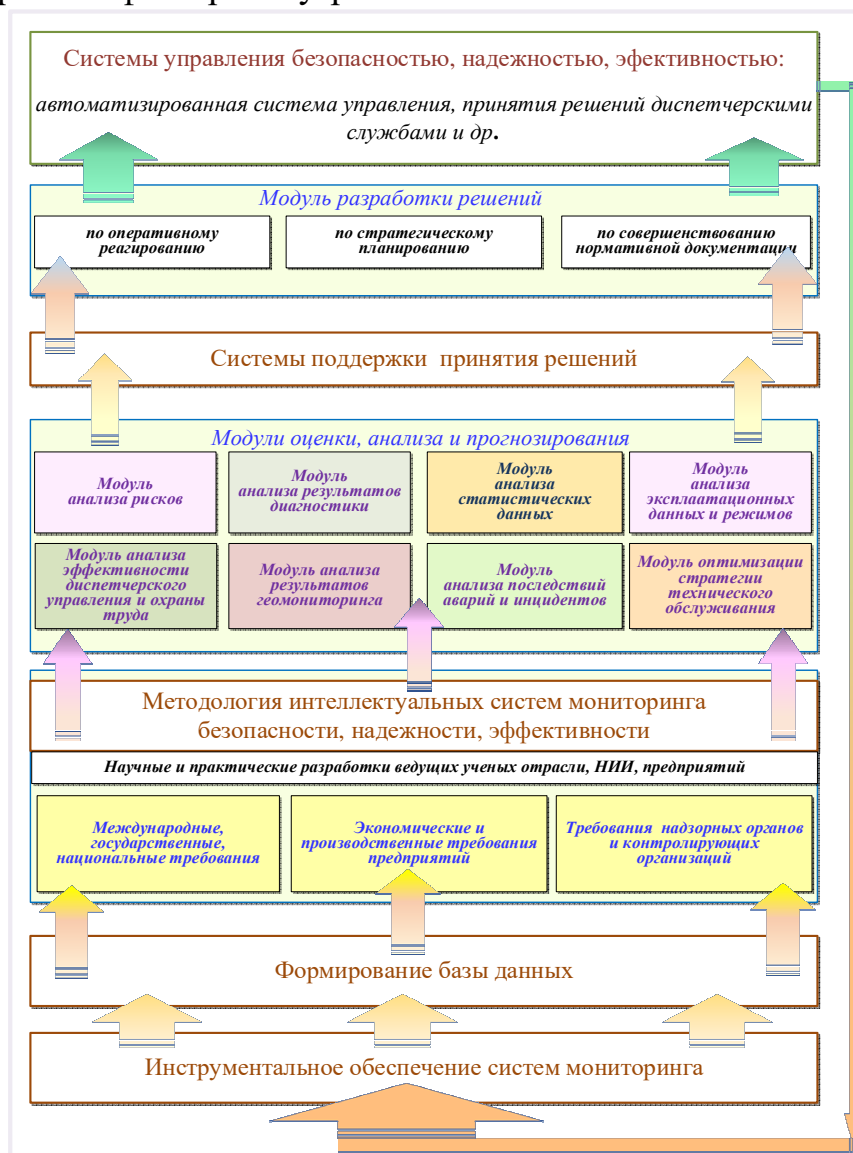 Системы управления безопасностью, надежностью, эфективностью:
автоматизированная система управления, принятия решений диспетчерскими
службами и др.
Модуль разработки решений
по оперативному
реагированию
по стратегическому
планированию
по совершенствованию
нормативной документации
Системы поддержки принятия решений
Модули оценки, анализа и прогнозирования
Модуль
анализа рисков
Модуль
анализа результатов
диагностики
Модуль
анализа
статистических
данных
Модуль
анализа
эксплаатационных
данных и режимов
Модуль анализа
эффективности
диспетчерского
управления и охраны
труда
Модуль анализа
результатов
геомониторинга
Модуль
анализа последствий
аварий и инцидентов
Модуль оптимизации
стратегии
технического
обслуживания
Методология интеллектуальных систем мониторинга
безопасности, надежности, эффективности
Научные и практические разработки ведущих ученых отрасли, НИИ, предприятий
Международные,
государственные,
национальные требования
Экономические и
производственные требования
предприятий
Требования надзорных органов
и контролирующих
организаций
Формирование базы данных
Инструментальное обеспечение систем мониторинга